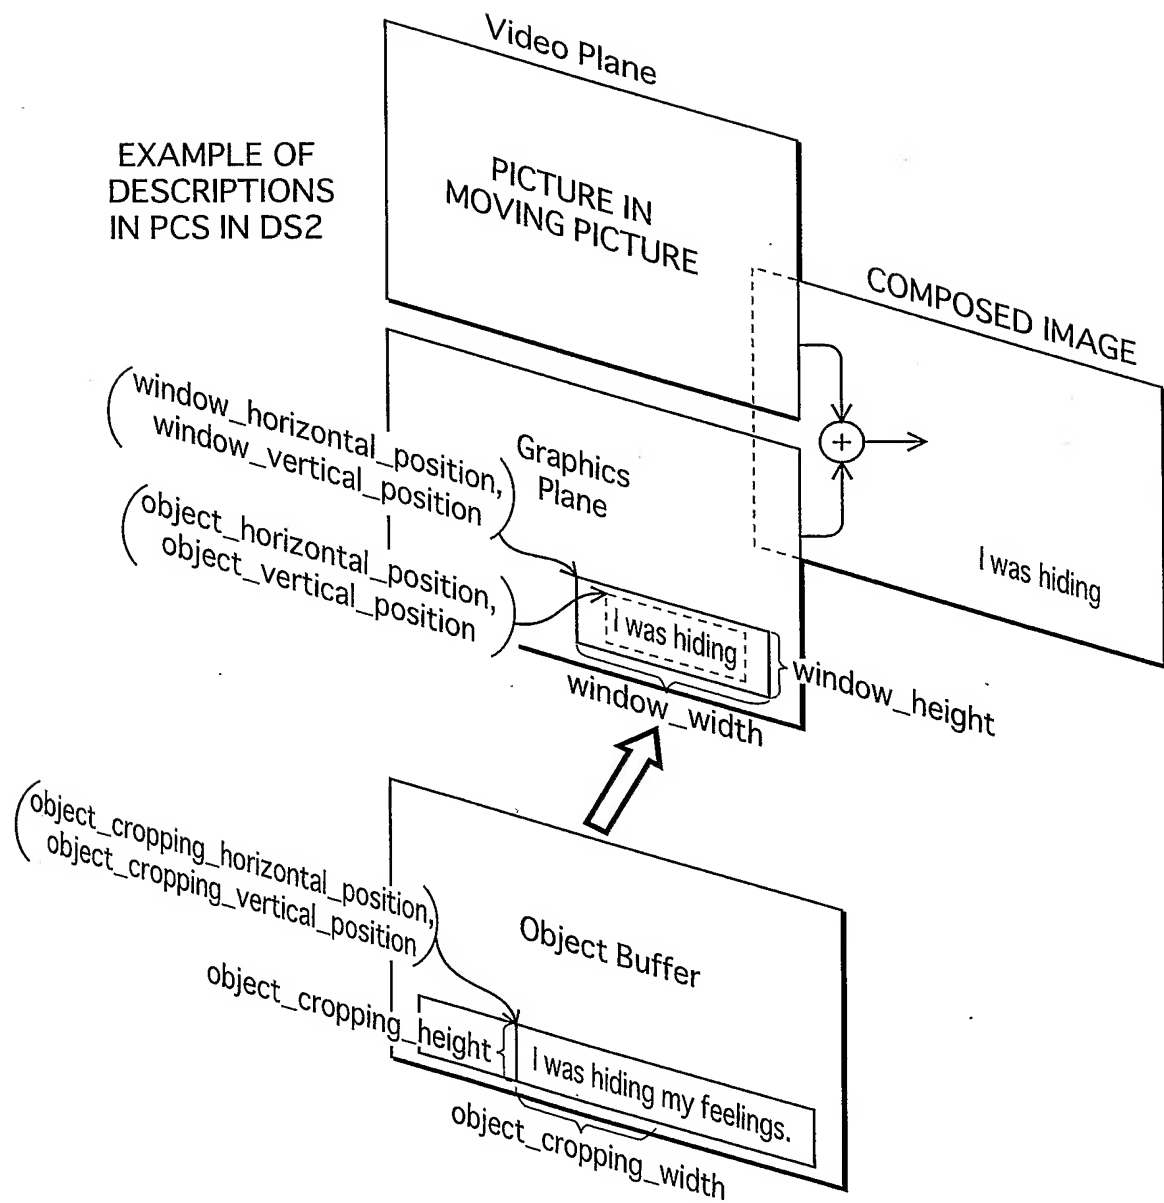 Video Plane
EXAMPLE OF
DESCRIPTIONS
IN PCS IN DS2
PICTURE IN
MOVING PICTURE
COMPOSED IMAGE
(window_horizontal_position,
window_vertical_position)
Graphics
Plane
(object_horizontal_position,
object_vertical_position)
+
I was hiding
I was hiding
window_height
window_width
(object_cropping_horizontal_position,
object_cropping_vertical_position)
Object Buffer
object_cropping_height
I was hiding my feelings.
object_cropping_width